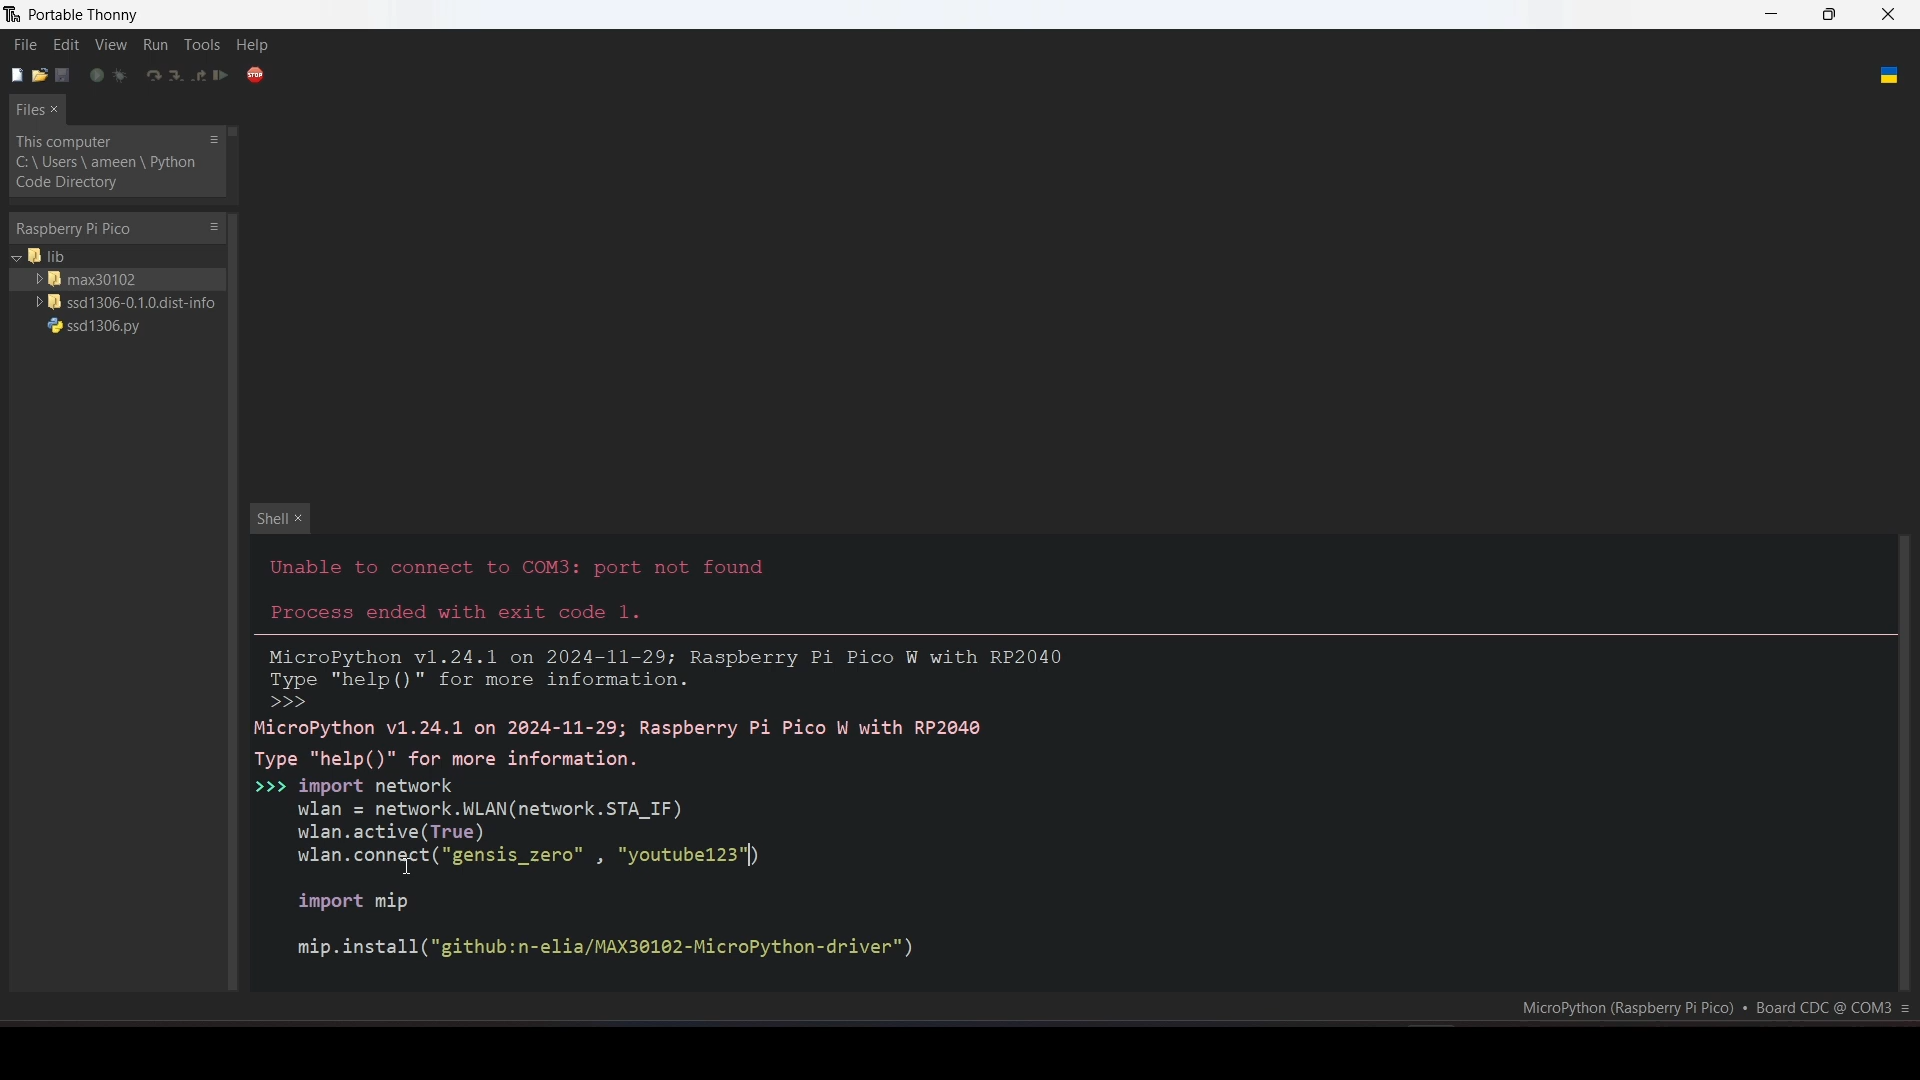 Portable Thonny
File Edit View Run Tools Help
STOP
Files ×
This computer
C: \ Users \ ameen \ Python
Code Directory
Raspberry Pi Pico
lib
max30102
ssd1306-0.1.0.dist-info
ssd1306.py
Shell ×
Unable to connect to COM3: port not found
Process ended with exit code 1.
MicroPython v1.24.1 on 2024-11-29; Raspberry Pi Pico W with RP2040
Type "help()" for more information.
>>>
MicroPython v1.24.1 on 2024-11-29; Raspberry Pi Pico W with RP2040
Type "help()" for more information.
>>> import network
wlan = network.WLAN(network.STA_IF)
wlan.active(True)
wlan.connect("gensis_zero" , "youtube123")
import mip
mip.install("github:n-elia/MAX30102-MicroPython-driver")
MicroPython (Raspberry Pi Pico) • Board CDC @ COM3 ≡